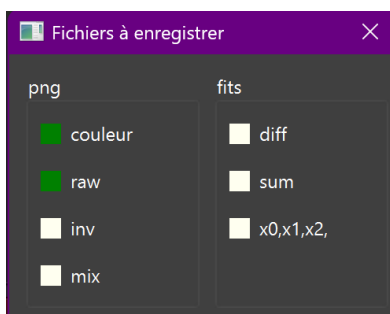 Fichiers à enregistrer
png
couleur
raw
inv
mix
fits
diff
sum
x0,x1,x2,